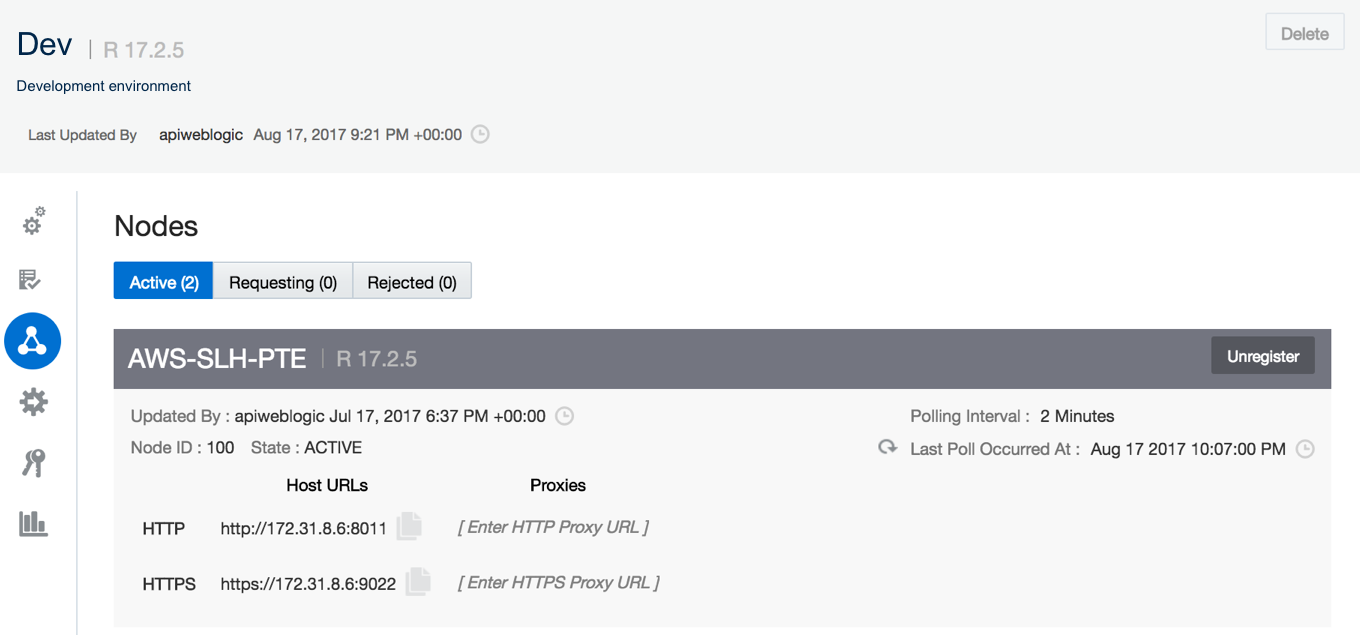 Dev | R 17.2.5
Delete
Development environment
Last Updated By apiweblogic Aug 17, 2017 9:21 PM +00:00
Nodes
Active (2) Requesting (0) Rejected (0)
AWS-SLH-PTE | R 17.2.5
Unregister
Updated By : apiweblogic Jul 17, 2017 6:37 PM +00:00
Polling Interval : 2 Minutes
Node ID : 100 State : ACTIVE
Last Poll Occurred At : Aug 17 2017 10:07:00 PM
Host URLs Proxies
HTTP http://172.31.8.6:8011 [ Enter HTTP Proxy URL ]
HTTPS https://172.31.8.6:9022 [ Enter HTTPS Proxy URL ]